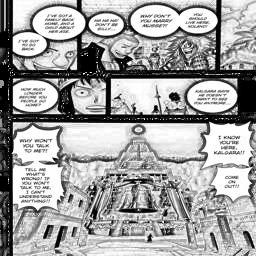 YOU
SHOULD
LIVE HERE,
NOLAND!
WHY DON'T
YOU MARRY
MUSSE?!
HA HA HA!
DON'T BE
SILLY...
I'VE GOT A
FAMILY BACK
HOME, AND A
CHILD ABOUT
HER AGE.
I'VE GOT
TO GO
BACK.
KALGARA SAYS
HE DOESN'T
WANT TO SEE
YOU ANYMORE.
HOW MUCH
LONGER
BEFORE YOU
PEOPLE GO
HOME?
I KNOW
YOU'RE
HERE,
KALGARA!!
COME
ON OUT!!
WHY WON'T
YOU TALK
TO ME?!
TELL ME
WHAT'S
WRONG! IF
YOU WON'T
TALK TO ME,
I CAN'T
UNDERSTAND
ANYTHING!!